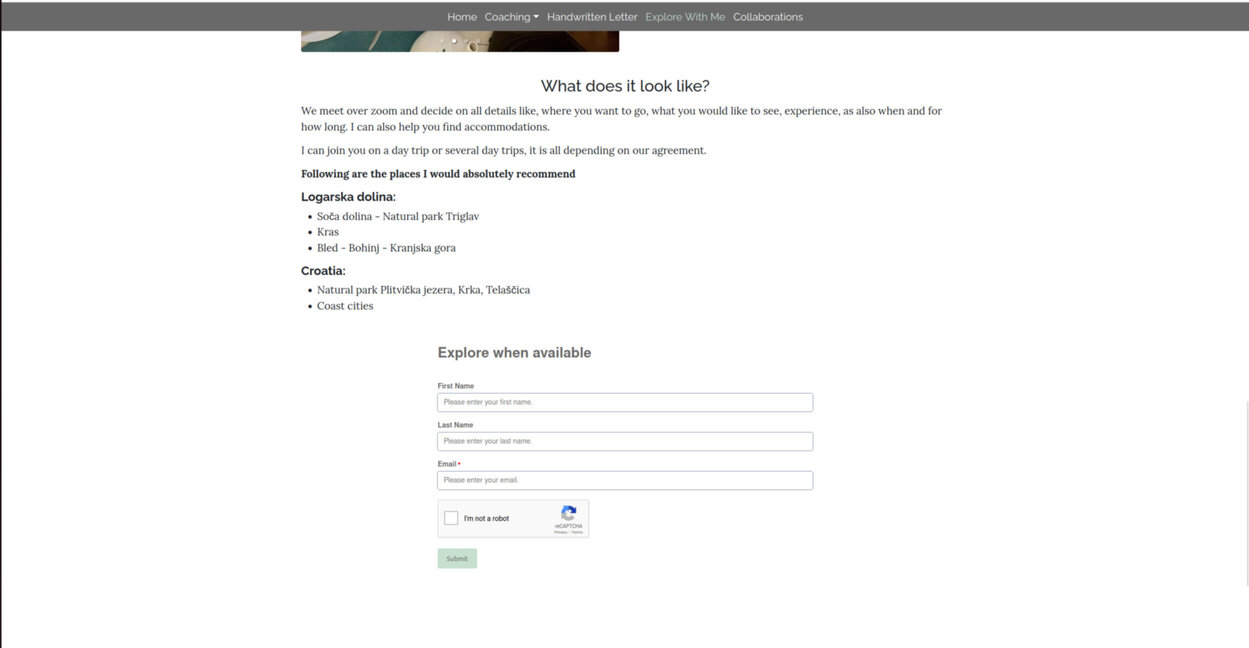 Home Coaching Handwritten Letter Explore With Me Collaborations
What does it look like?
We meet over zoom and decide on all details like, where you want to go, what you would like to see, experience, as also when and for
how long. I can also help you find accommodations.
I can join you on a day trip or several day trips, it is all depending on our agreement.
Following are the places I would absolutely recommend
Logarska dolina:
• Soča dolina - Natural park Triglav
• Kras
• Bled - Bohinj - Kranjska gora
Croatia:
• Natural park Plitvička jezera, Krka, Telaščica
• Coast cities
Explore when available
First Name
Please enter your first name.
Last Name
Please enter your last name.
Email *
Please enter your email.
I'm not a robot
reCAPTCHA
Privacy - Terms
Submit